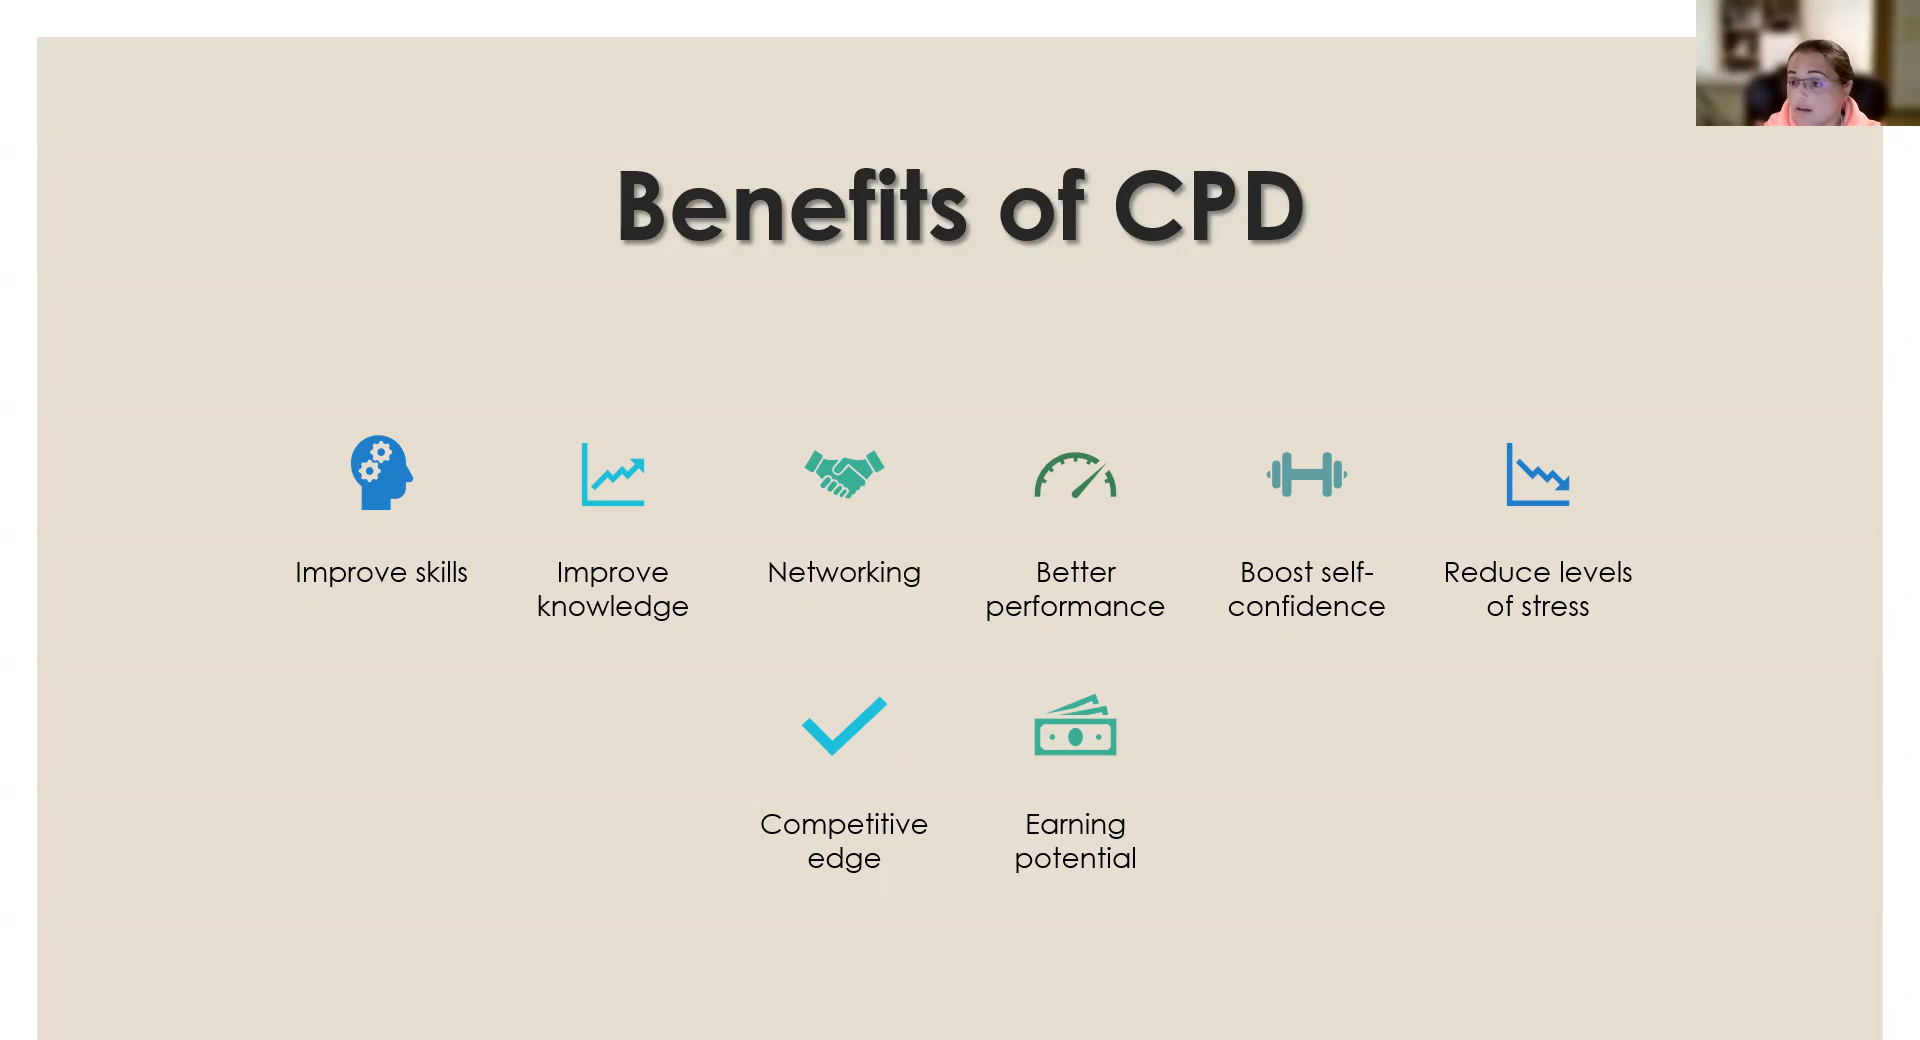 Benefits of CPD
Improve skills
Improve
knowledge
Networking
Better
performance
Boost self-
confidence
Reduce levels
of stress
Competitive
edge
Earning
potential